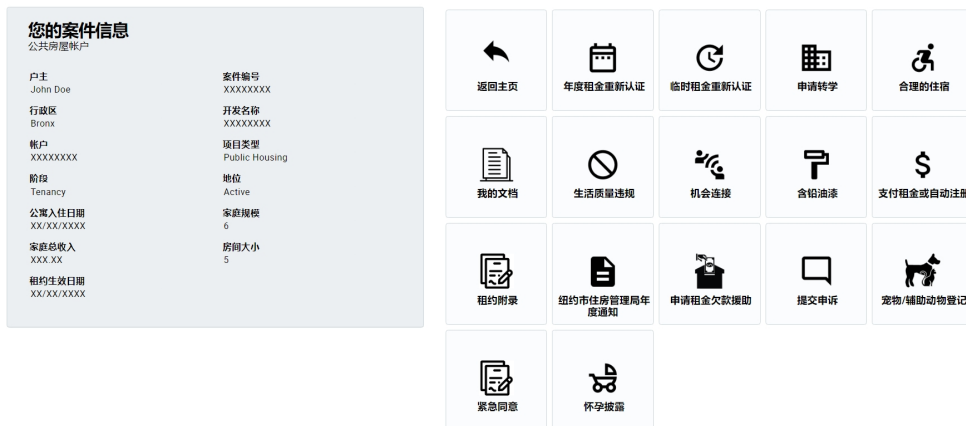 您的案件信息
公共房屋帐户
户主
John Doe
案件编号
XXXXXXXX
行政区
Bronx
开发名称
XXXXXXXX
帐户
XXXXXXXX
项目类型
Public Housing
阶段
Tenancy
地位
Active
公寓入住日期
XX/XX/XXXX
家庭规模
6
家庭总收入
XXX.XX
房间大小
5
租约生效日期
XX/XX/XXXX
返回主页
年度租金重新认证
临时租金重新认证
申请转学
合理的住宿
我的文档
生活质量违规
机会连接
含铅油漆
支付租金或自动注册
租约附录
纽约市住房管理局年
度通知
申请租金欠款援助
提交申诉
宠物/辅助动物登记
紧急同意
怀孕披露